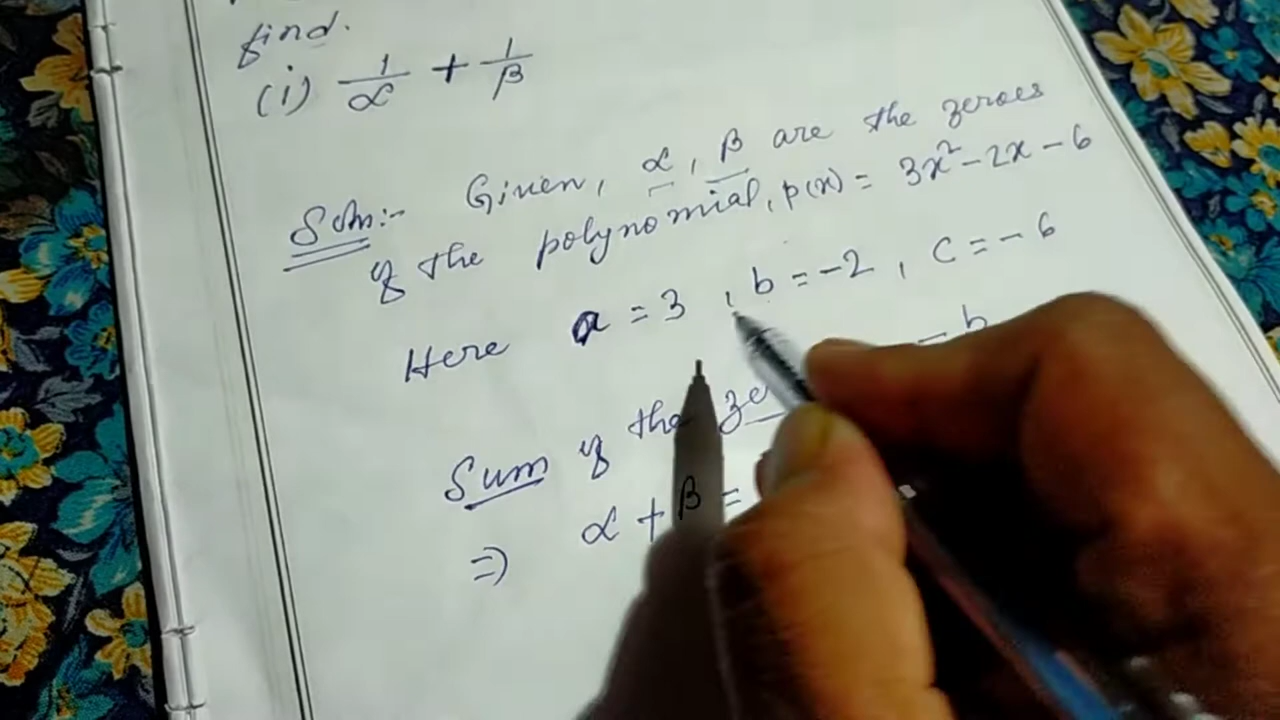 find.
(i) 1/α + 1/β
Soln:- Given, α, β are the zeroes
of the polynomial, p(x) = 3x² - 2x - 6
Here a = 3, b = -2, c = -6
Sum of the - b
⇒ α + β =